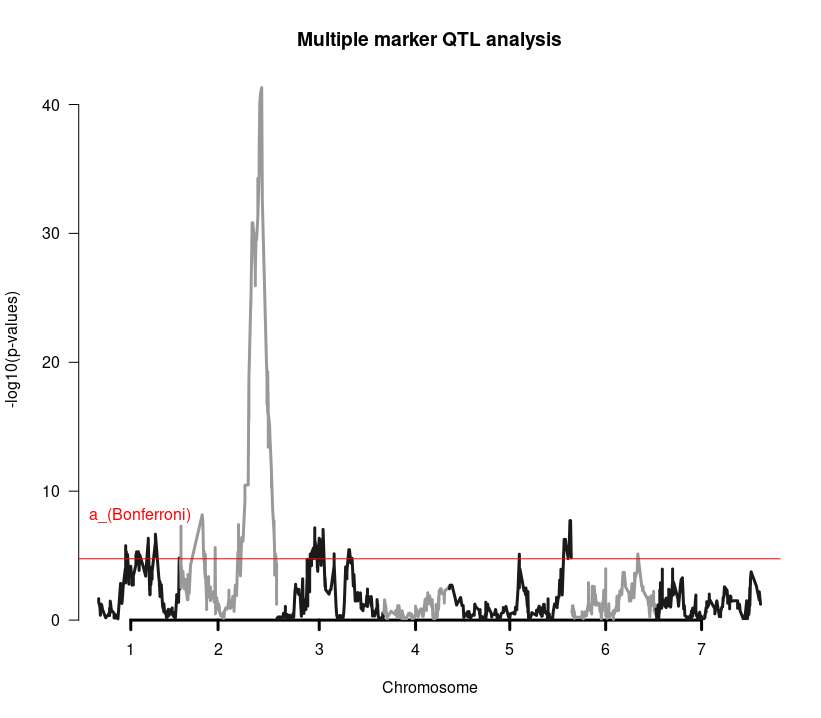 Multiple marker QTL analysis
40
30
20
10
0
-log10(p-values)
a_(Bonferroni)
1 2 3 4 5 6 7
Chromosome